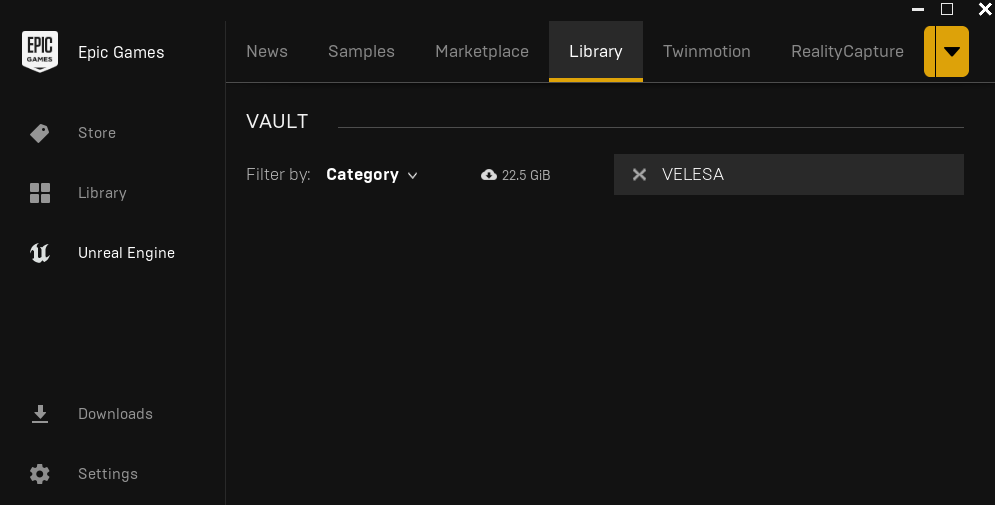 EPIC GAMES
Epic Games
News Samples Marketplace Library Twinmotion RealityCapture
Store
Library
Unreal Engine
Downloads
Settings
VAULT
Filter by: Category 22.5 GiB VELESA